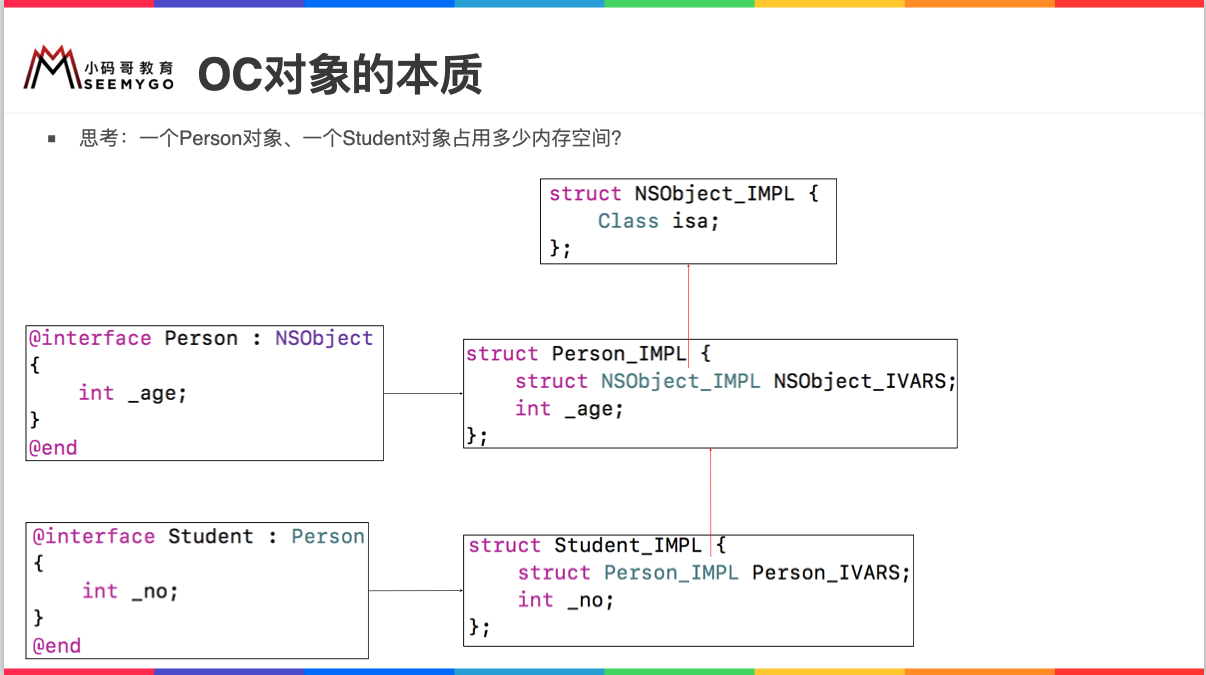 小码哥教育
SEEMYGO
OC对象的本质
▪ 思考：一个Person对象、一个Student对象占用多少内存空间?
struct NSObject_IMPL {
    Class isa;
};
@interface Person : NSObject
{
    int _age;
}
@end
struct Person_IMPL {
    struct NSObject_IMPL NSObject_IVARS;
    int _age;
};
@interface Student : Person
{
    int _no;
}
@end
struct Student_IMPL {
    struct Person_IMPL Person_IVARS;
    int _no;
};